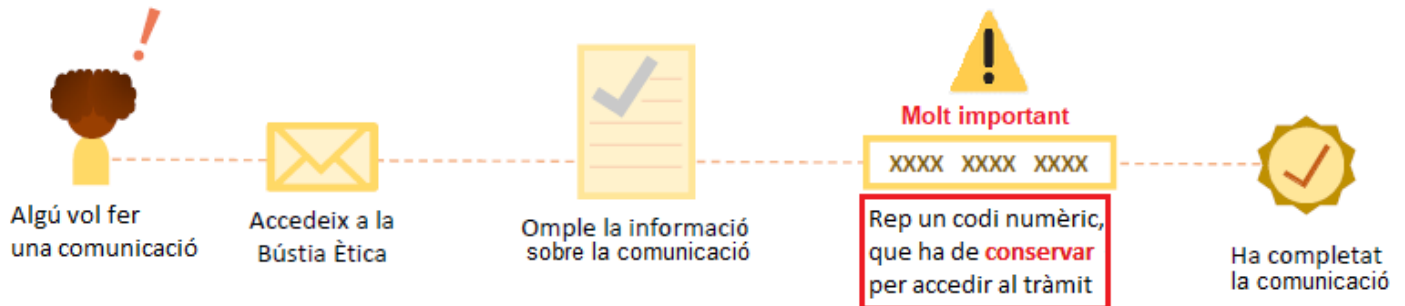 Algú vol fer
una comunicació
Accedeix a la
Bústia Ètica
Omple la informació
sobre la comunicació
Molt important
XXXX XXXX XXXX
Rep un codi numèric,
que ha de conservar
per accedir al tràmit
Ha completat
la comunicació